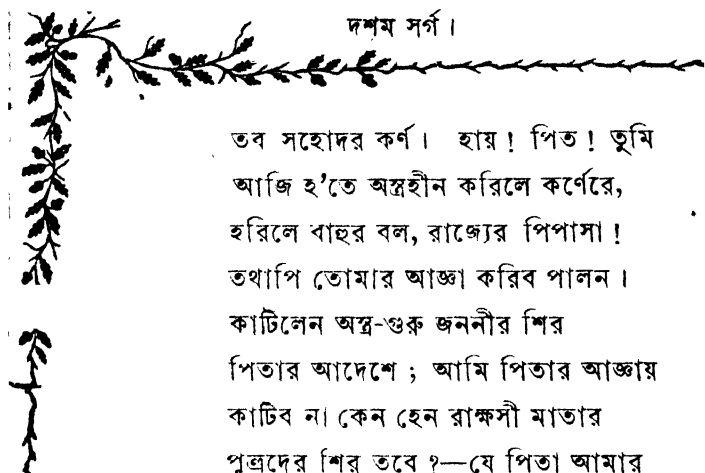 দশম সর্গ।
তব সহোদর কর্ণ। হায়! পিত! তুমি
আজি হ'তে অস্ত্রহীন করিলে কর্ণেরে,
হরিলে বাহুর বল, রাজ্যের পিপাসা!
তথাপি তোমার আজ্ঞা করিব পালন।
কাটিলেন অস্ত্র-গুরু জননীর শির
পিতার আদেশে; আমি পিতার আজ্ঞায়
কাটিব না কেন হেন রাক্ষসী মাতার
পুত্রদের শির তবে?—যে পিতা আমার